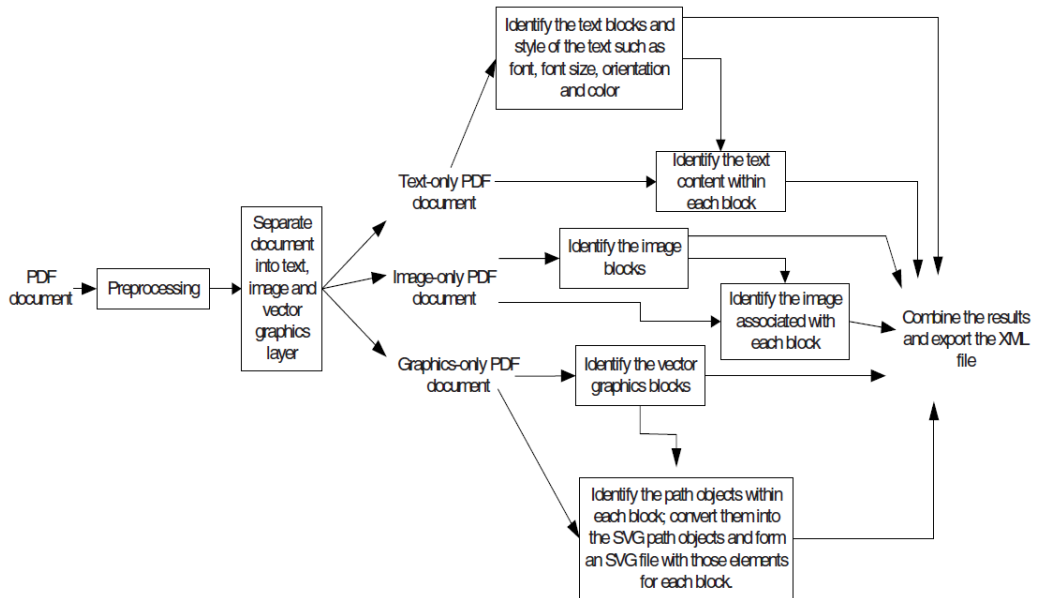 PDF
document
Preprocessing
Separate
document
into text,
image and
vector
graphics
layer
Text-only PDF
document
Image-only PDF
document
Graphics-only PDF
document
Identify the text blocks and
style of the text such as
font, font size, orientation
and color
Identify the text
content within
each block
Identify the image
blocks
Identify the image
associated with
each block
Identify the vector
graphics blocks
Identify the path objects within
each block; convert them into
the SVG path objects and form
an SVG file with those elements
for each block.
Combine the results
and export the XML
file